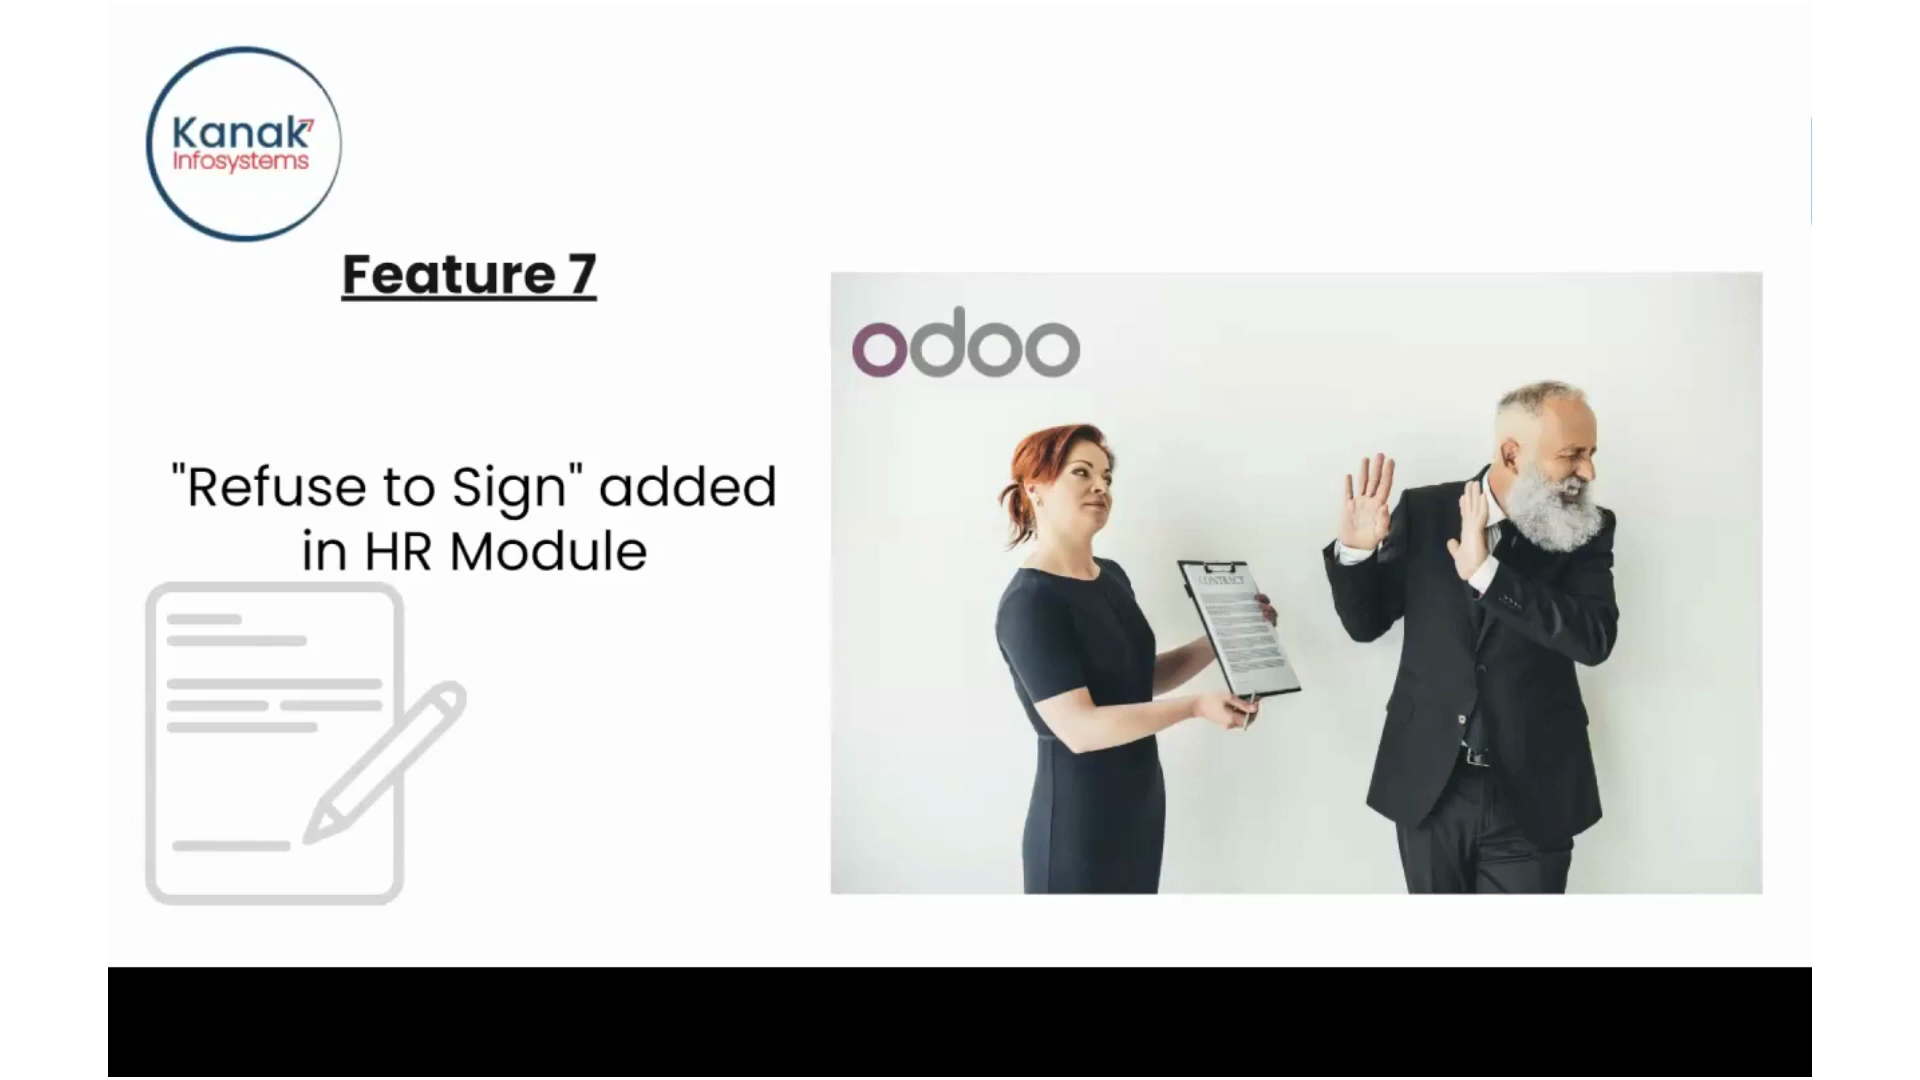 Kanak
Infosystems
Feature 7
"Refuse to Sign" added
in HR Module
odoo
CONTRACT